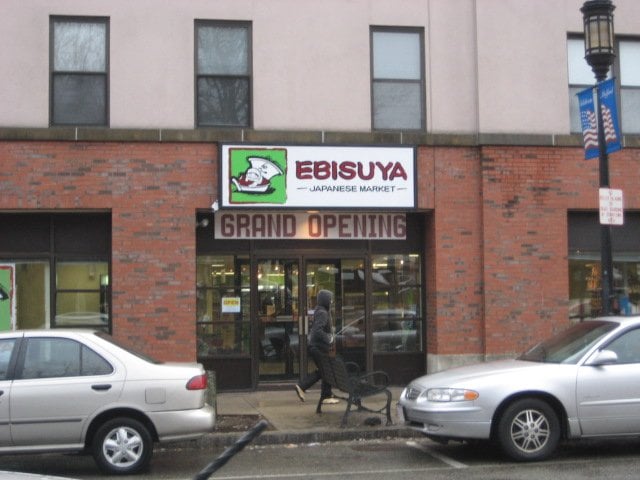 EBISUYA
JAPANESE MARKET
GRAND OPENING
OPEN